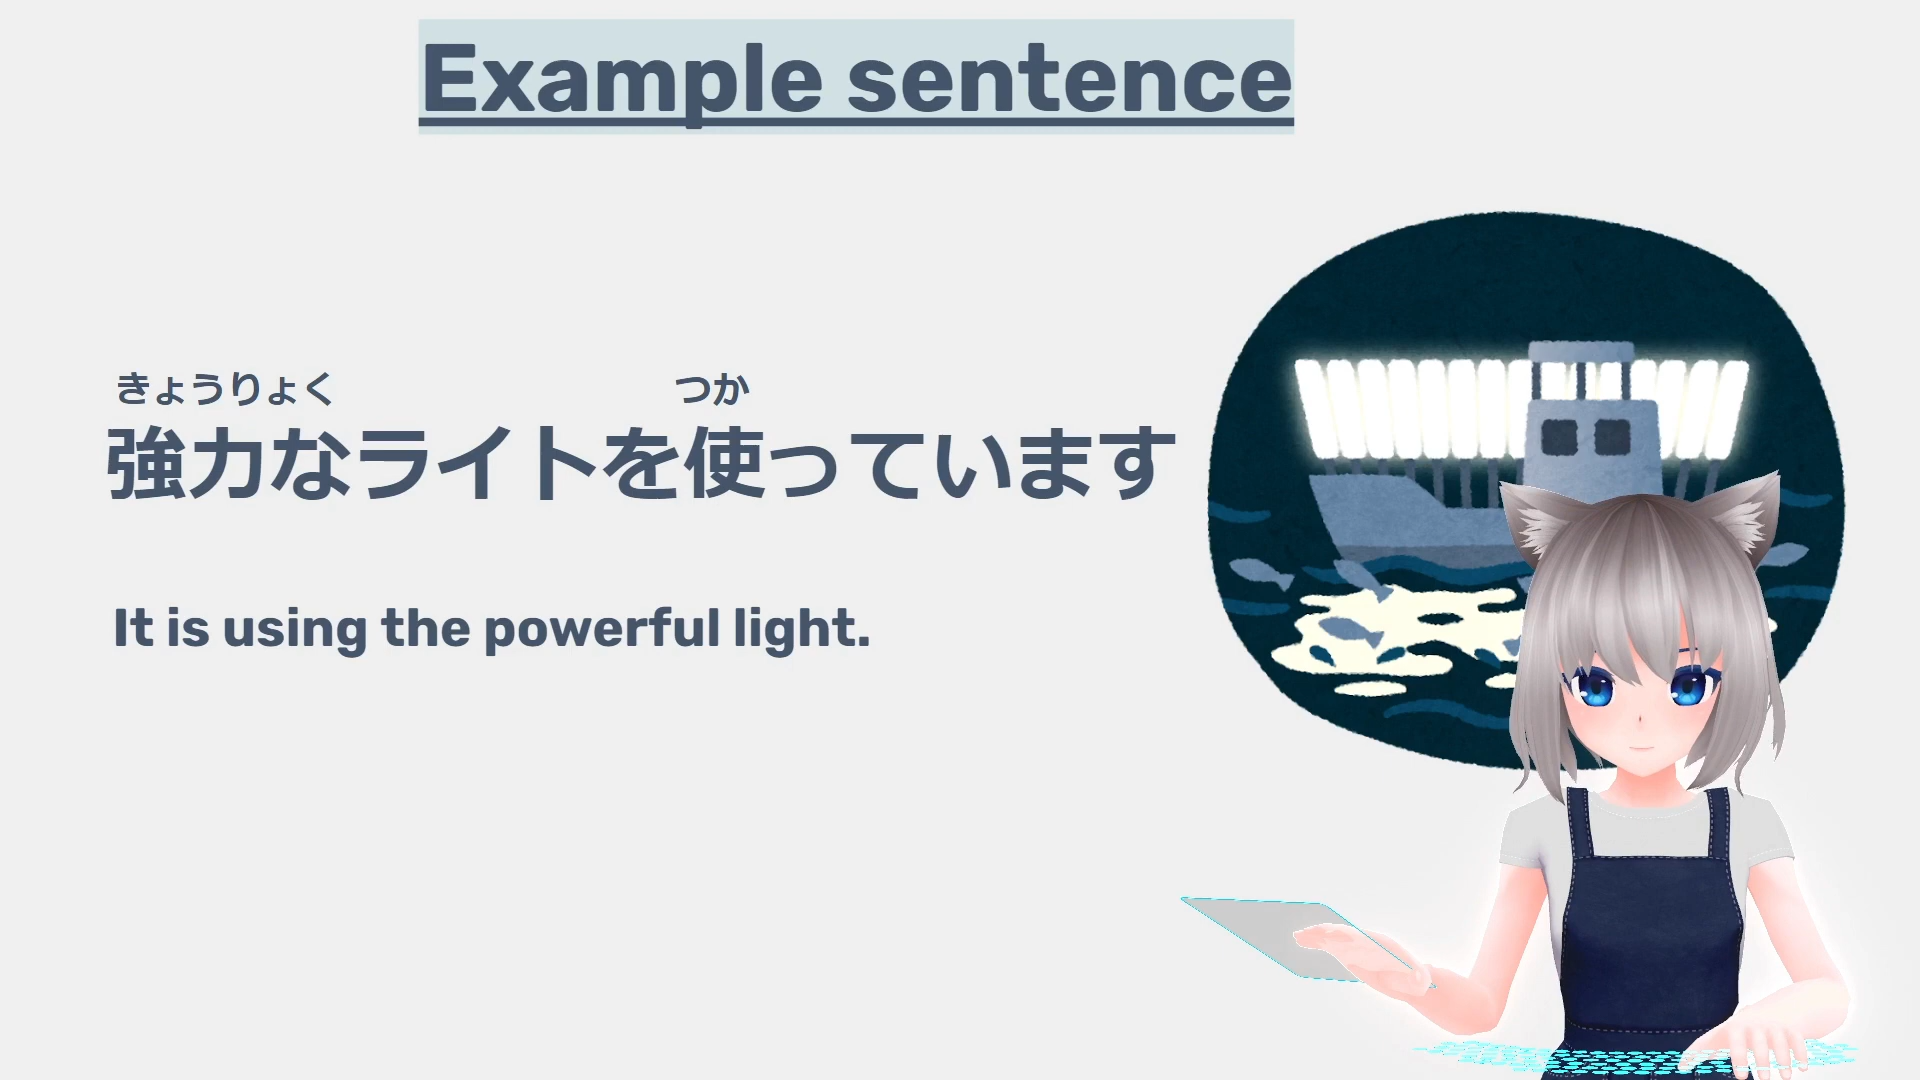 Example sentence
きょうりょく つか
強力なライトを使っています
It is using the powerful light.